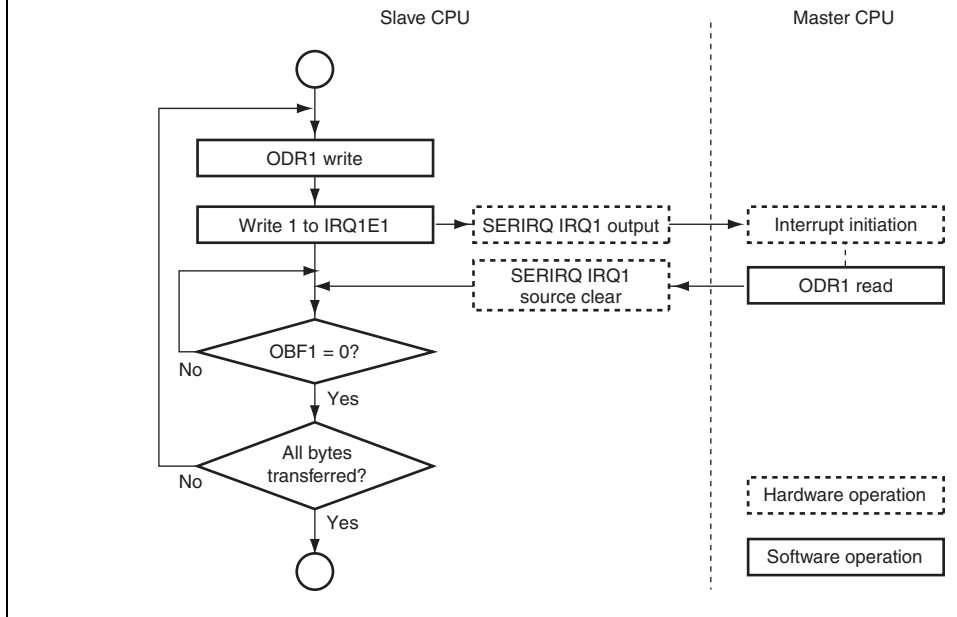 Slave CPU
Master CPU
ODR1 write
Write 1 to IRQ1E1
SERIRQ IRQ1 output
Interrupt initiation
SERIRQ IRQ1
source clear
ODR1 read
OBF1 = 0?
No
Yes
All bytes
transferred?
No
Yes
Hardware operation
Software operation